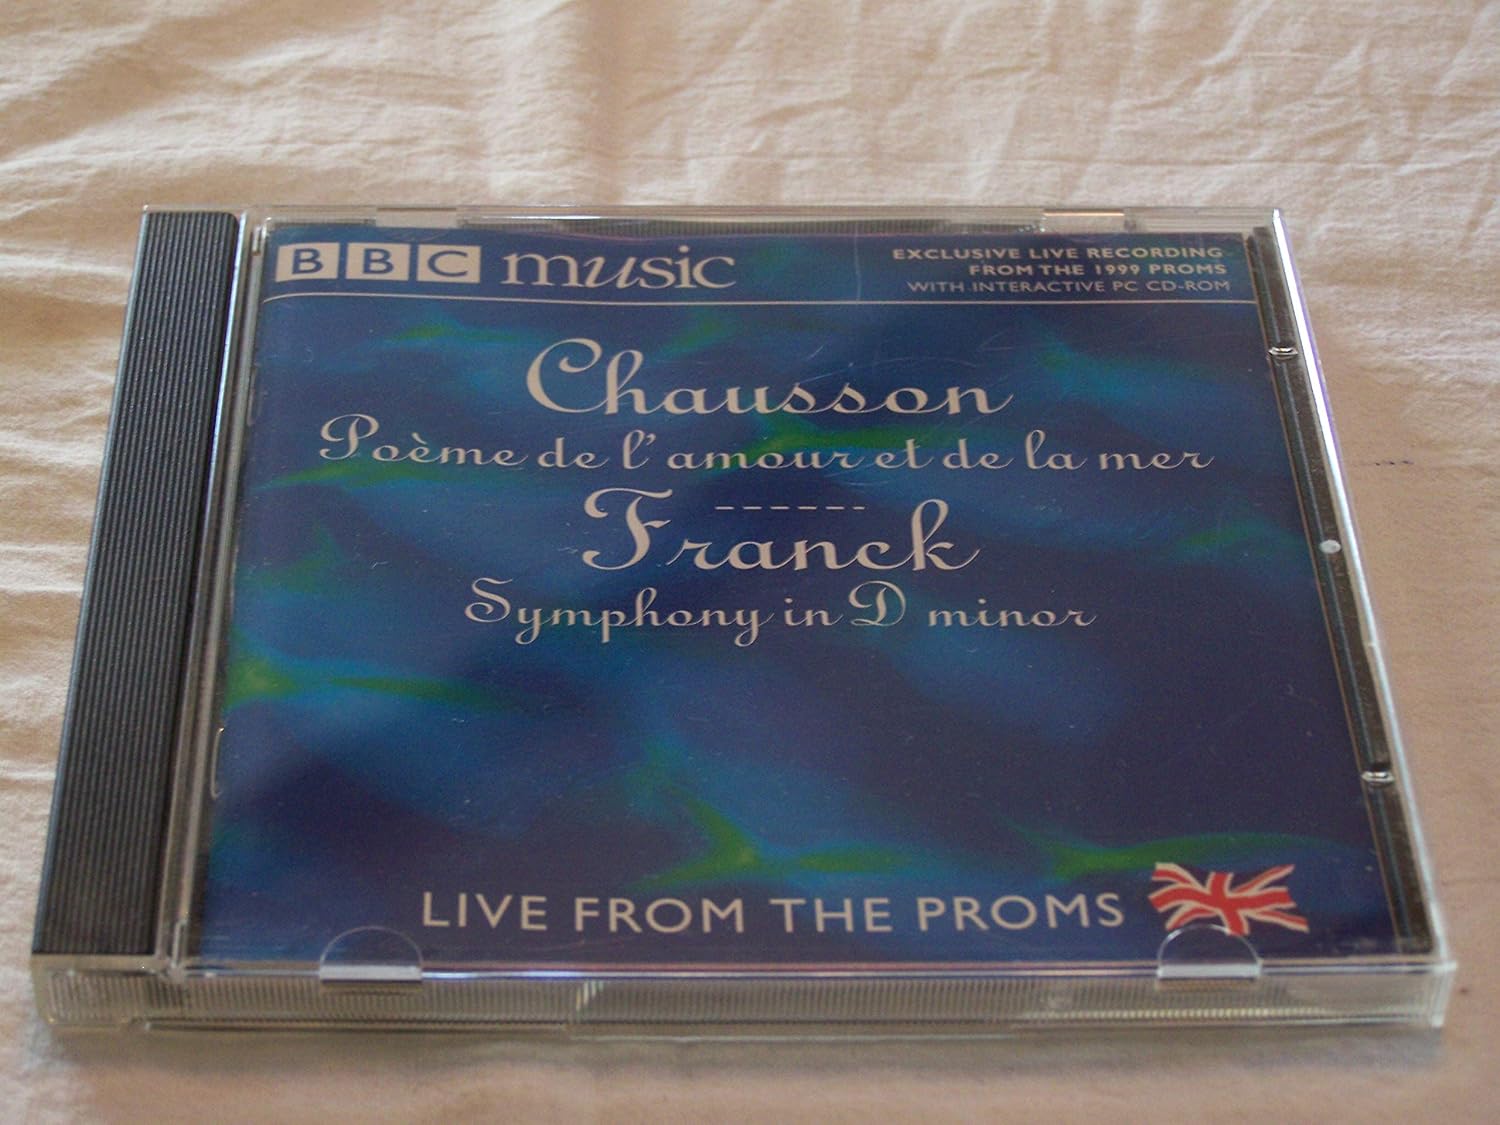 BBC music
EXCLUSIVE LIVE RECORDING
FROM THE 1999 PROMS
WITH INTERACTIVE PC CD-ROM
Chausson
Poème de l'amour et de la mer
------
Franck
Symphony in D minor
LIVE FROM THE PROMS